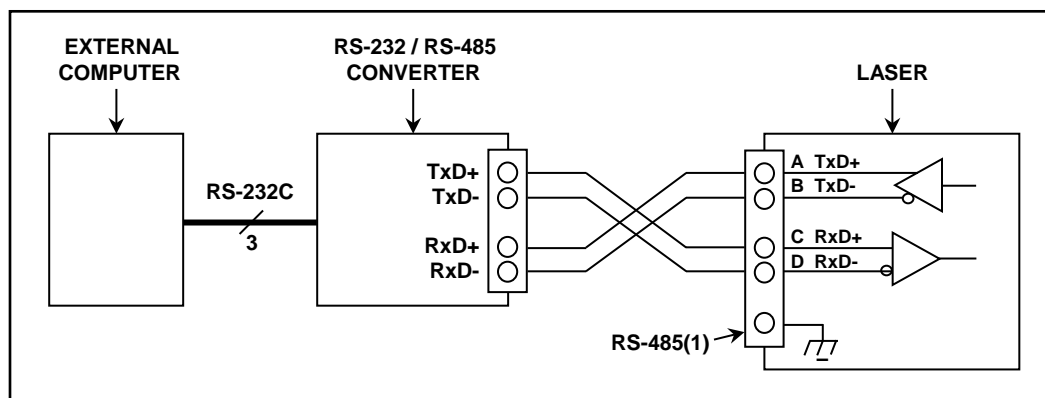 EXTERNAL
COMPUTER
RS-232 / RS-485
CONVERTER
LASER
RS-232C
3
TxD+
TxD-
RxD+
RxD-
A TxD+
B TxD-
C RxD+
D RxD-
RS-485(1)